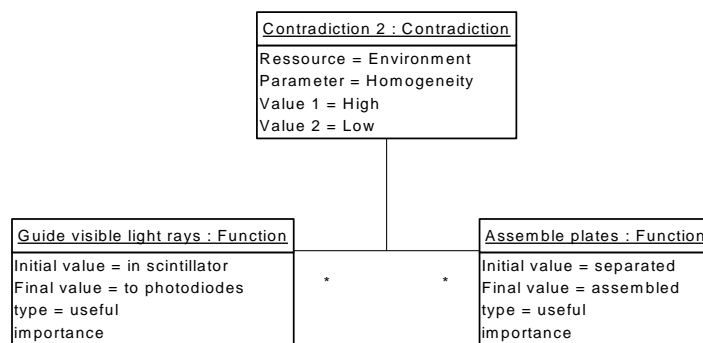 Contradiction 2 : Contradiction
Ressource = Environment
Parameter = Homogeneity
Value 1 = High
Value 2 = Low
Guide visible light rays : Function
Initial value = in scintillator
Final value = to photodiodes
type = useful
importance
*
*
Assemble plates : Function
Initial value = separated
Final value = assembled
type = useful
importance